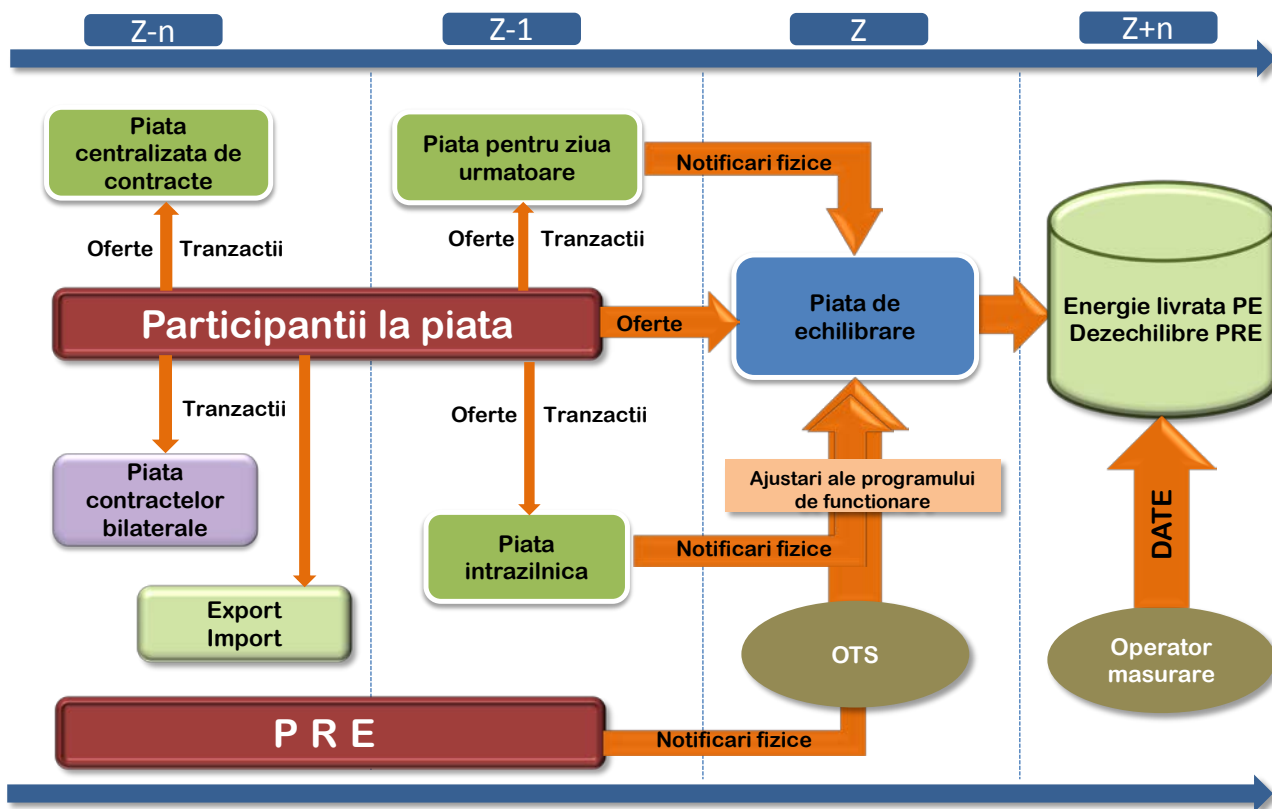 Z-n
Z-1
Z
Z+n
Piata
centralizata de
contracte
Piata pentru ziua
urmatoare
Notificari fizice
Oferte
Tranzactii
Oferte
Tranzactii
Participantii la piata
Oferte
Piata de
echilibrare
Energie livrata PE
Dezechilibre PRE
Tranzactii
Oferte
Tranzactii
Piata
contractelor
bilaterale
Ajustari ale programului
de functionare
Piata
intrazilnica
Notificari fizice
DATE
Export
Import
OTS
Operator
masurare
P R E
Notificari fizice